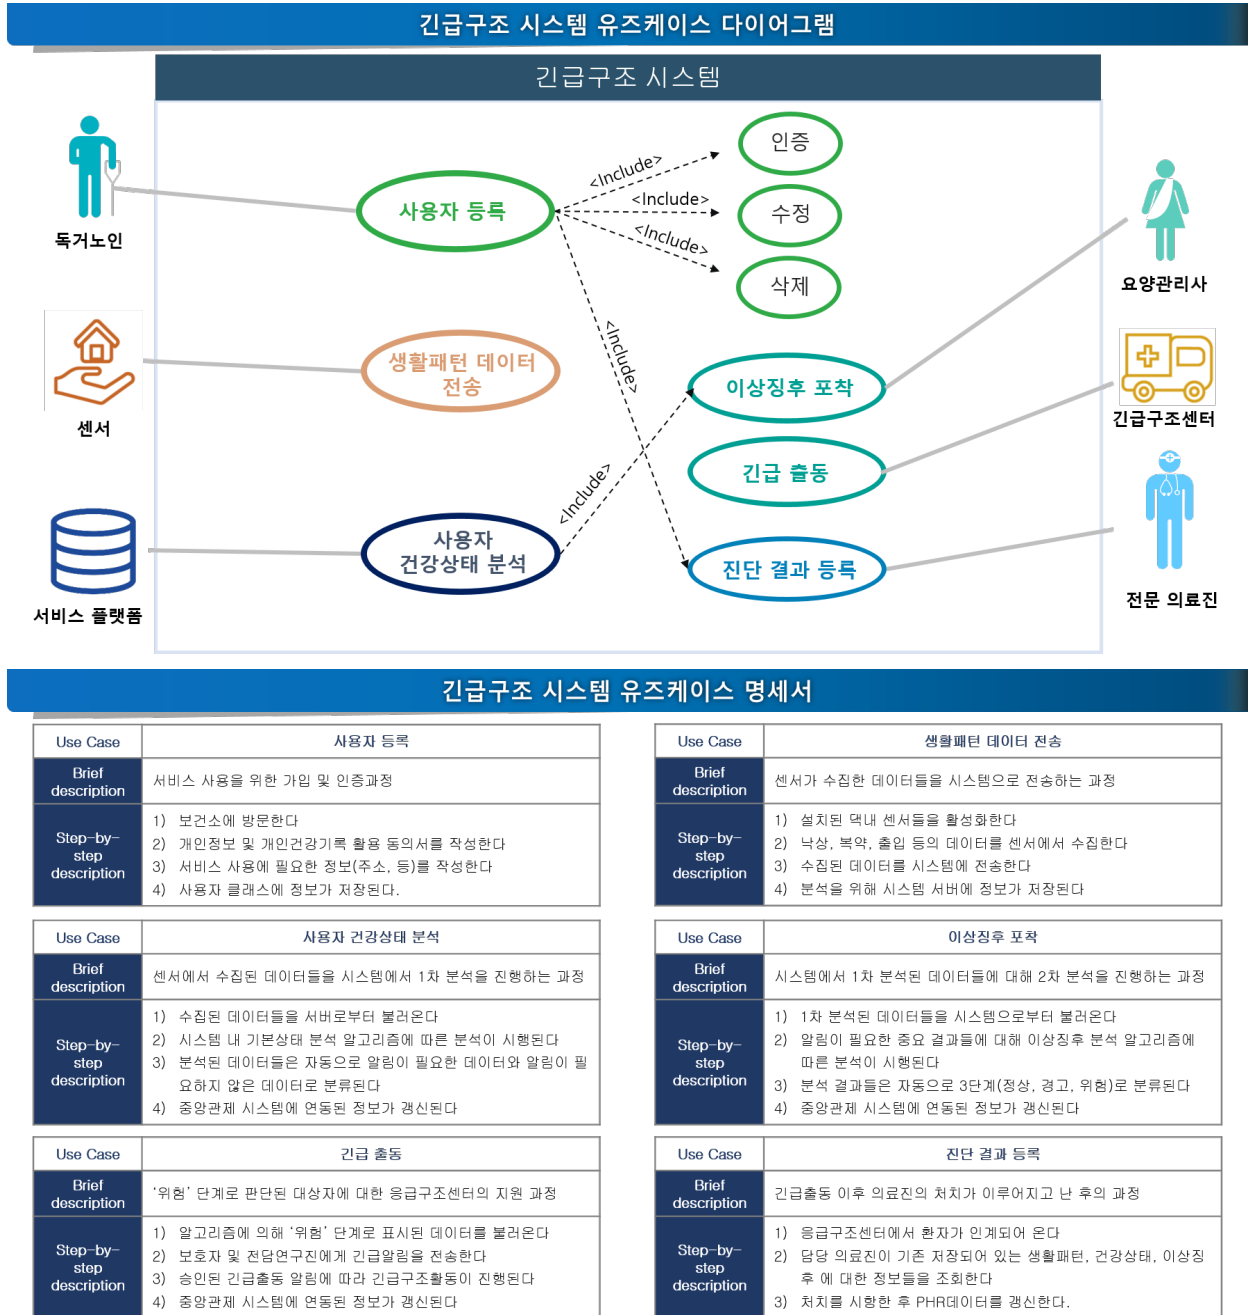 긴급구조 시스템 유즈케이스 다이어그램
긴급구조 시스템
독거노인
센서
서비스 플랫폼
사용자 등록
생활패턴 데이터
전송
사용자
건강상태 분석
<Include>
<Include>
<Include>
<Include>
<Include>
인증
수정
삭제
이상징후 포착
긴급 출동
진단 결과 등록
요양관리사
긴급구조센터
전문 의료진
긴급구조 시스템 유즈케이스 명세서
Use Case
사용자 등록
Brief
description
서비스 사용을 위한 가입 및 인증과정
Step-by-
step
description
1) 보건소에 방문한다
2) 개인정보 및 개인건강기록 활용 동의서를 작성한다
3) 서비스 사용에 필요한 정보(주소, 등)를 작성한다
4) 사용자 클래스에 정보가 저장된다.
Use Case
생활패턴 데이터 전송
Brief
description
센서가 수집한 데이터들을 시스템으로 전송하는 과정
Step-by-
step
description
1) 설치된 댁내 센서들을 활성화한다
2) 낙상, 복약, 출입 등의 데이터를 센서에서 수집한다
3) 수집된 데이터를 시스템에 전송한다
4) 분석을 위해 시스템 서버에 정보가 저장된다
Use Case
사용자 건강상태 분석
Brief
description
센서에서 수집된 데이터들을 시스템에서 1차 분석을 진행하는 과정
Step-by-
step
description
1) 수집된 데이터들을 서버로부터 불러온다
2) 시스템 내 기본상태 분석 알고리즘에 따른 분석이 시행된다
3) 분석된 데이터들은 자동으로 알림이 필요한 데이터와 알림이 필
요하지 않은 데이터로 분류된다
4) 중앙관제 시스템에 연동된 정보가 갱신된다
Use Case
이상징후 포착
Brief
description
시스템에서 1차 분석된 데이터들에 대해 2차 분석을 진행하는 과정
Step-by-
step
description
1) 1차 분석된 데이터들을 시스템으로부터 불러온다
2) 알림이 필요한 중요 결과들에 대해 이상징후 분석 알고리즘에
따른 분석이 시행된다
3) 분석 결과들은 자동으로 3단계(정상, 경고, 위험)로 분류된다
4) 중앙관제 시스템에 연동된 정보가 갱신된다
Use Case
긴급 출동
Brief
description
‘위험’ 단계로 판단된 대상자에 대한 응급구조센터의 지원 과정
Step-by-
step
description
1) 알고리즘에 의해 ‘위험’ 단계로 표시된 데이터를 불러온다
2) 보호자 및 전담연구진에게 긴급알림을 전송한다
3) 승인된 긴급출동 알림에 따라 긴급구조활동이 진행된다
4) 중앙관제 시스템에 연동된 정보가 갱신된다
Use Case
진단 결과 등록
Brief
description
긴급출동 이후 의료진의 처치가 이루어지고 난 후의 과정
Step-by-
step
description
1) 응급구조센터에서 환자가 인계되어 온다
2) 담당 의료진이 기존 저장되어 있는 생활패턴, 건강상태, 이상징
후 에 대한 정보들을 조회한다
3) 처치를 시행한 후 PHR데이터를 갱신한다.